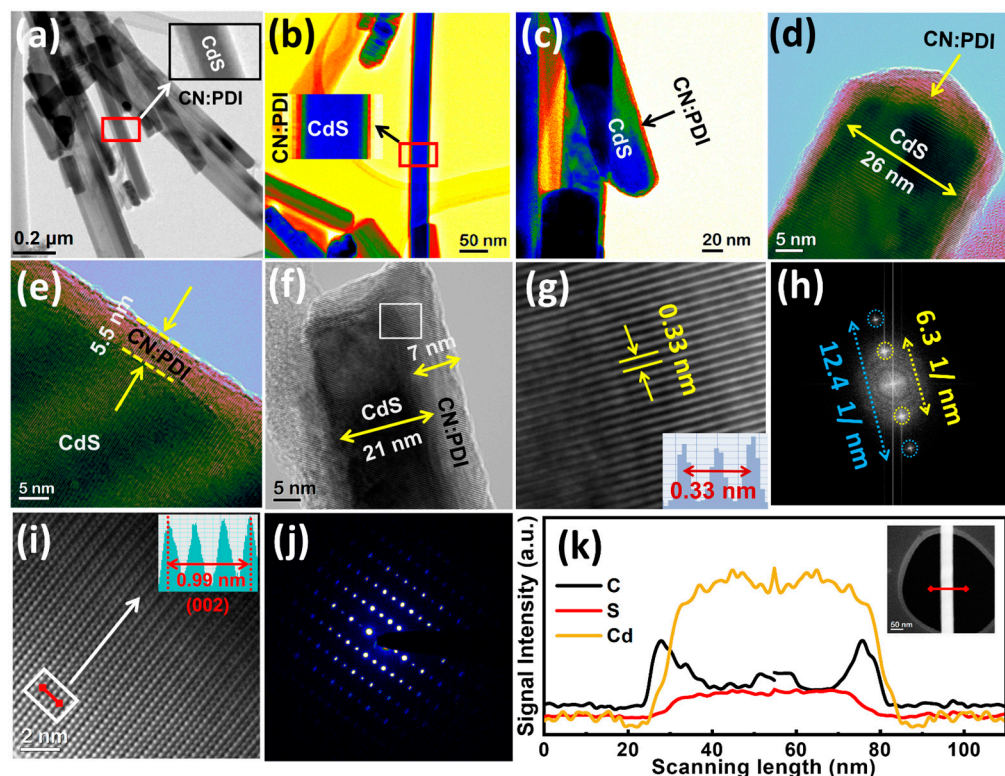 (a)
CdS
CN:PDI
0.2 µm
(b)
CN:PDI
CdS
50 nm
(c)
CdS
CN:PDI
20 nm
(d)
CN:PDI
CdS
26 nm
5 nm
(e)
5.5 nm
CN:PDI
CdS
5 nm
(f)
7 nm
CdS
21 nm
CN:PDI
5 nm
(g)
0.33 nm
0.33 nm
(h)
6.3 1/nm
12.4 1/nm
(i)
0.99 nm
(002)
2 nm
(j)
(k)
Signal Intensity (a.u.)
C
S
Cd
50 nm
0 20 40 60 80 100
Scanning length (nm)